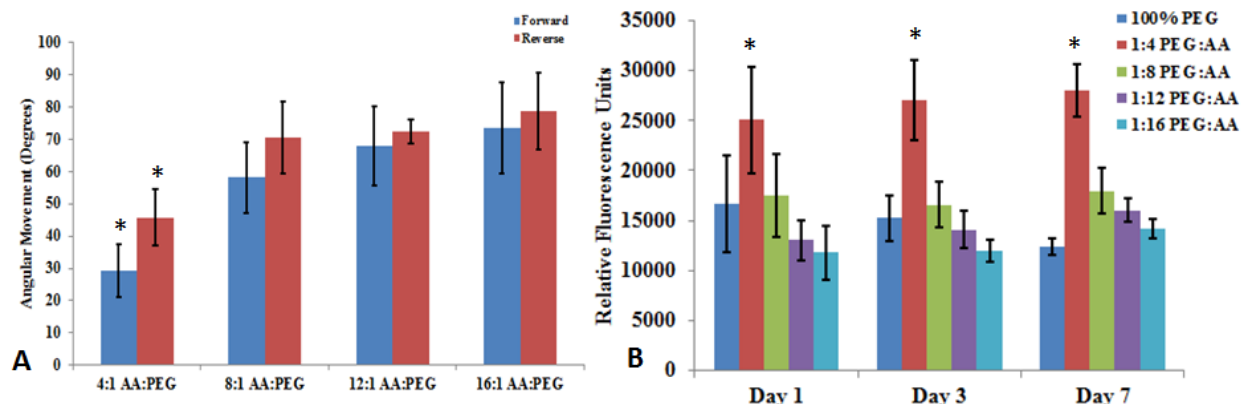 Forward
Reverse
Angular Movement (Degrees)
100
90
80
70
60
50
40
30
20
10
0
* *
4:1 AA:PEG 8:1 AA:PEG 12:1 AA:PEG 16:1 AA:PEG
A
Relative Fluorescence Units
35000
30000
25000
20000
15000
10000
5000
0
* * *
100% PEG
1:4 PEG:AA
1:8 PEG:AA
1:12 PEG:AA
1:16 PEG:AA
Day 1 Day 3 Day 7
B